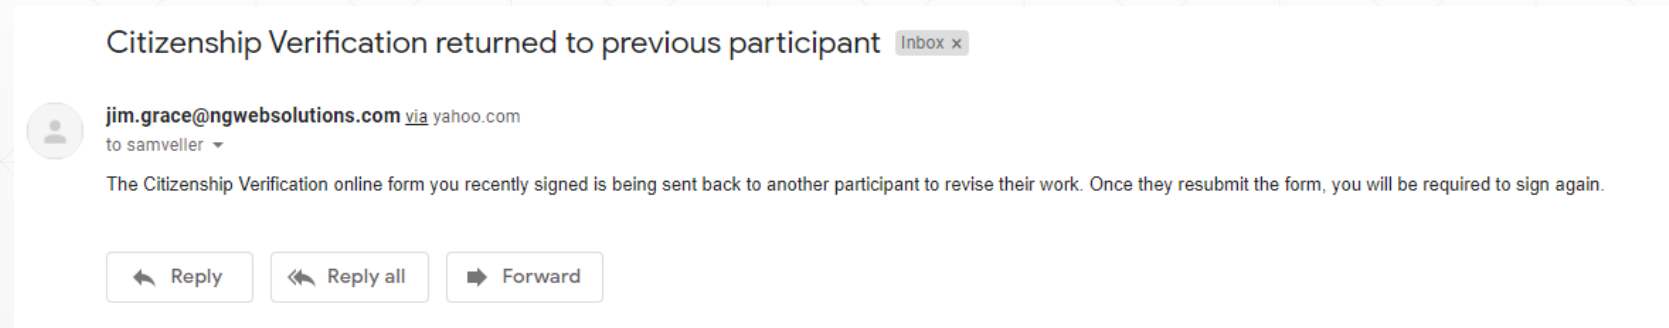 Citizenship Verification returned to previous participant Inbox x
jim.grace@ngwebsolutions.com via yahoo.com
to samveller
The Citizenship Verification online form you recently signed is being sent back to another participant to revise their work. Once they resubmit the form, you will be required to sign again.
Reply Reply all Forward